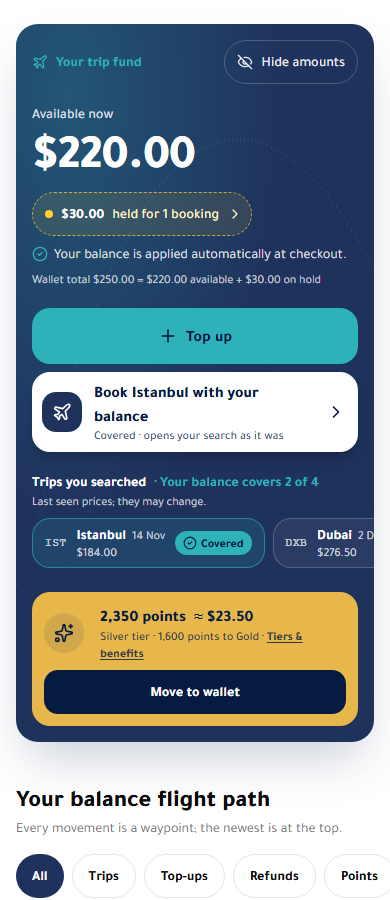 Your trip fund
Hide amounts
Available now
$220.00
$30.00 held for 1 booking
Your balance is applied automatically at checkout.
Wallet total $250.00 = $220.00 available + $30.00 on hold
Top up
Book Istanbul with your
balance
Covered · opens your search as it was
Trips you searched · Your balance covers 2 of 4
Last seen prices; they may change.
IST Istanbul 14 Nov
$184.00
Covered
DXB Dubai 2 D
$276.50
2,350 points ≈ $23.50
Silver tier · 1,600 points to Gold · Tiers &
benefits
Move to wallet
Your balance flight path
Every movement is a waypoint; the newest is at the top.
All
Trips
Top-ups
Refunds
Points